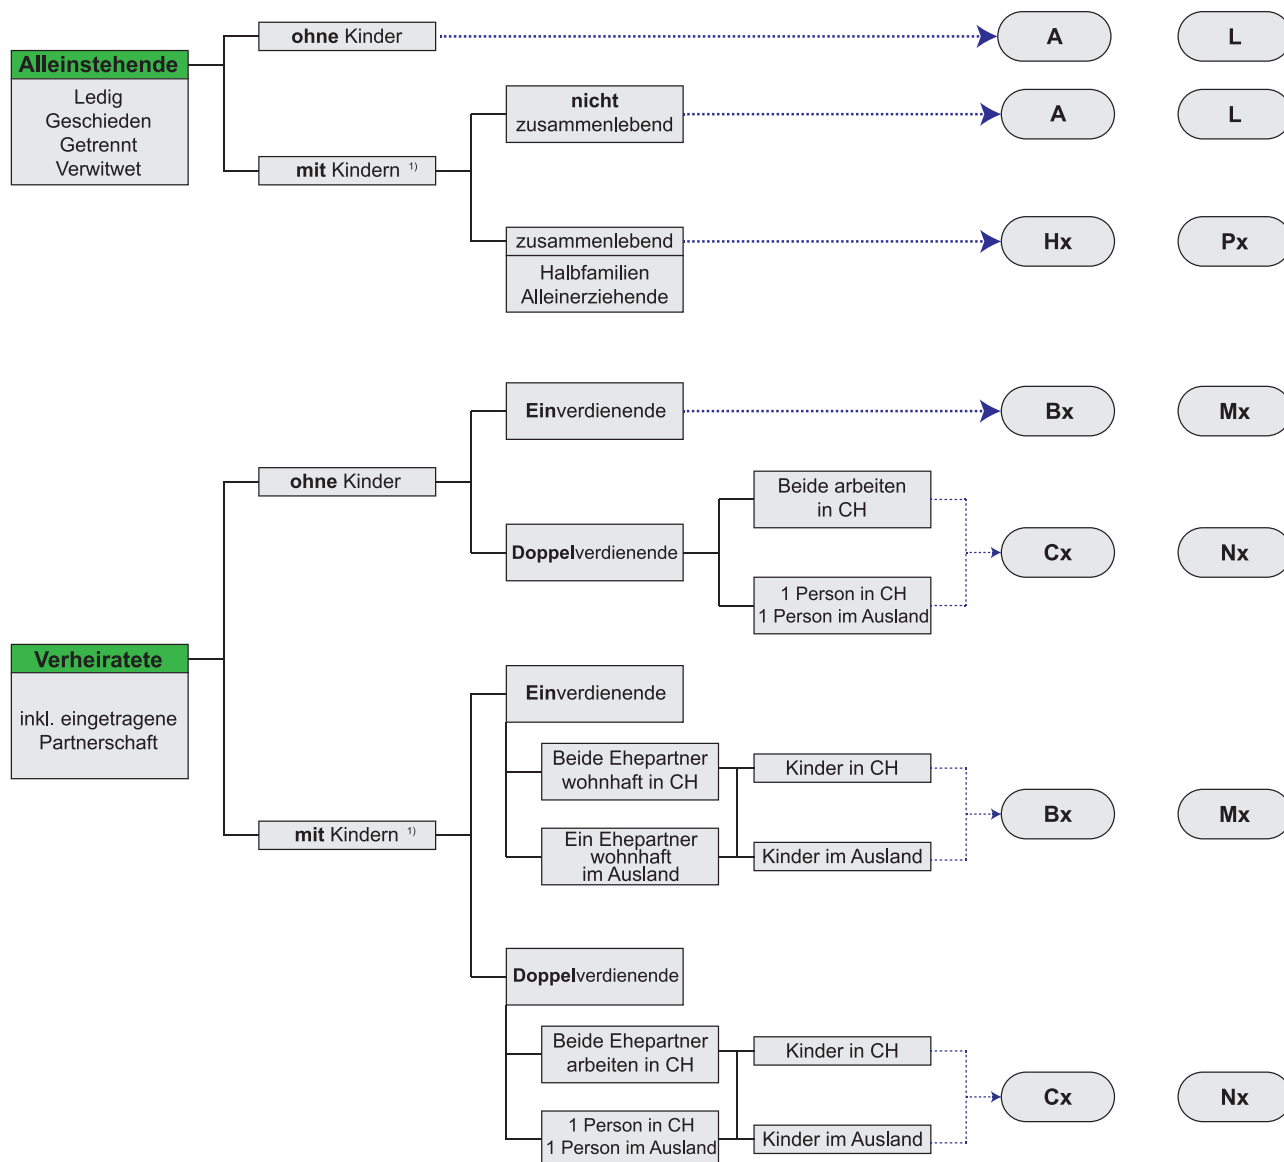 ohne Kinder
A
L
Alleinstehende
Ledig
Geschieden
Getrennt
Verwitwet
nicht
zusammenlebend
A
L
mit Kindern 1)
zusammenlebend
Halbfamilien
Alleinerziehende
Hx
Px
Einverdienende
Bx
Mx
ohne Kinder
Beide arbeiten
in CH
Doppelverdienende
Cx
Nx
1 Person in CH
1 Person im Ausland
Verheiratete
inkl. eingetragene
Partnerschaft
Einverdienende
Beide Ehepartner
wohnhaft in CH
Kinder in CH
Bx
Mx
mit Kindern 1)
Ein Ehepartner
wohnhaft
im Ausland
Kinder im Ausland
Doppelverdienende
Beide Ehepartner
arbeiten in CH
Kinder in CH
Cx
Nx
1 Person in CH
1 Person im Ausland
Kinder im Ausland